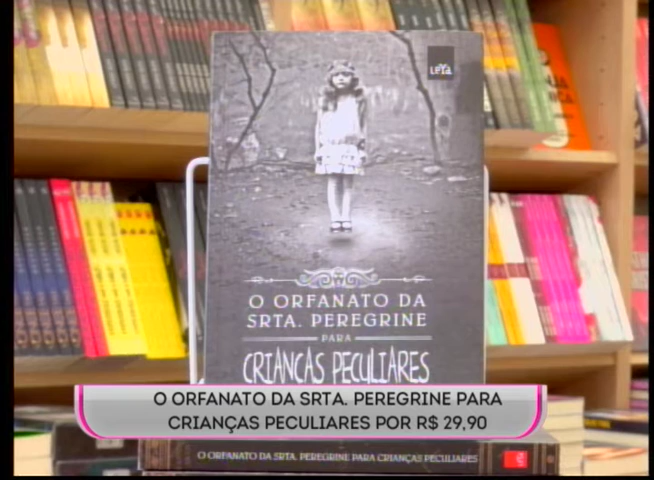 LeYa
O ORFANATO DA
SRTA. PEREGRINE
PARA
CRIANÇAS PECULIARES
O ORFANATO DA SRTA. PEREGRINE PARA
CRIANÇAS PECULIARES POR R$ 29,90
O ORFANATO DA SRTA. PEREGRINE PARA CRIANÇAS PECULIARES
LeYa